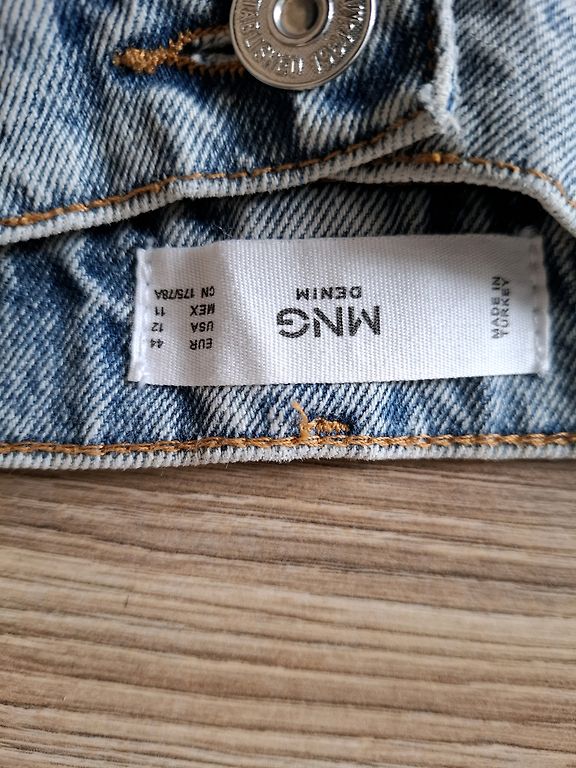 MADE IN
TURKEY
MNG
DENIM
EUR 44
USA 12
MEX 11
CN 175/78A